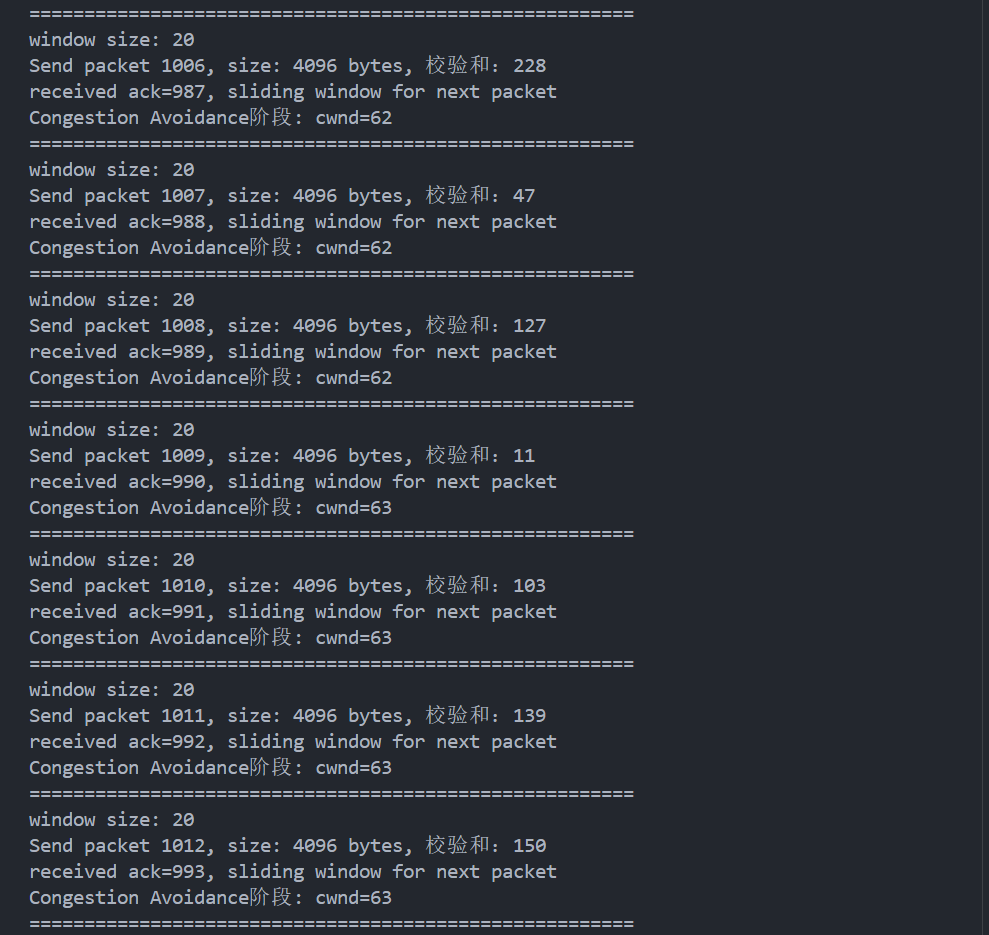 =======================================================
window size: 20
Send packet 1006, size: 4096 bytes, 校验和：228
received ack=987, sliding window for next packet
Congestion Avoidance阶段: cwnd=62
=======================================================
window size: 20
Send packet 1007, size: 4096 bytes, 校验和：47
received ack=988, sliding window for next packet
Congestion Avoidance阶段: cwnd=62
=======================================================
window size: 20
Send packet 1008, size: 4096 bytes, 校验和：127
received ack=989, sliding window for next packet
Congestion Avoidance阶段: cwnd=62
=======================================================
window size: 20
Send packet 1009, size: 4096 bytes, 校验和：11
received ack=990, sliding window for next packet
Congestion Avoidance阶段: cwnd=63
=======================================================
window size: 20
Send packet 1010, size: 4096 bytes, 校验和：103
received ack=991, sliding window for next packet
Congestion Avoidance阶段: cwnd=63
=======================================================
window size: 20
Send packet 1011, size: 4096 bytes, 校验和：139
received ack=992, sliding window for next packet
Congestion Avoidance阶段: cwnd=63
=======================================================
window size: 20
Send packet 1012, size: 4096 bytes, 校验和：150
received ack=993, sliding window for next packet
Congestion Avoidance阶段: cwnd=63
=======================================================